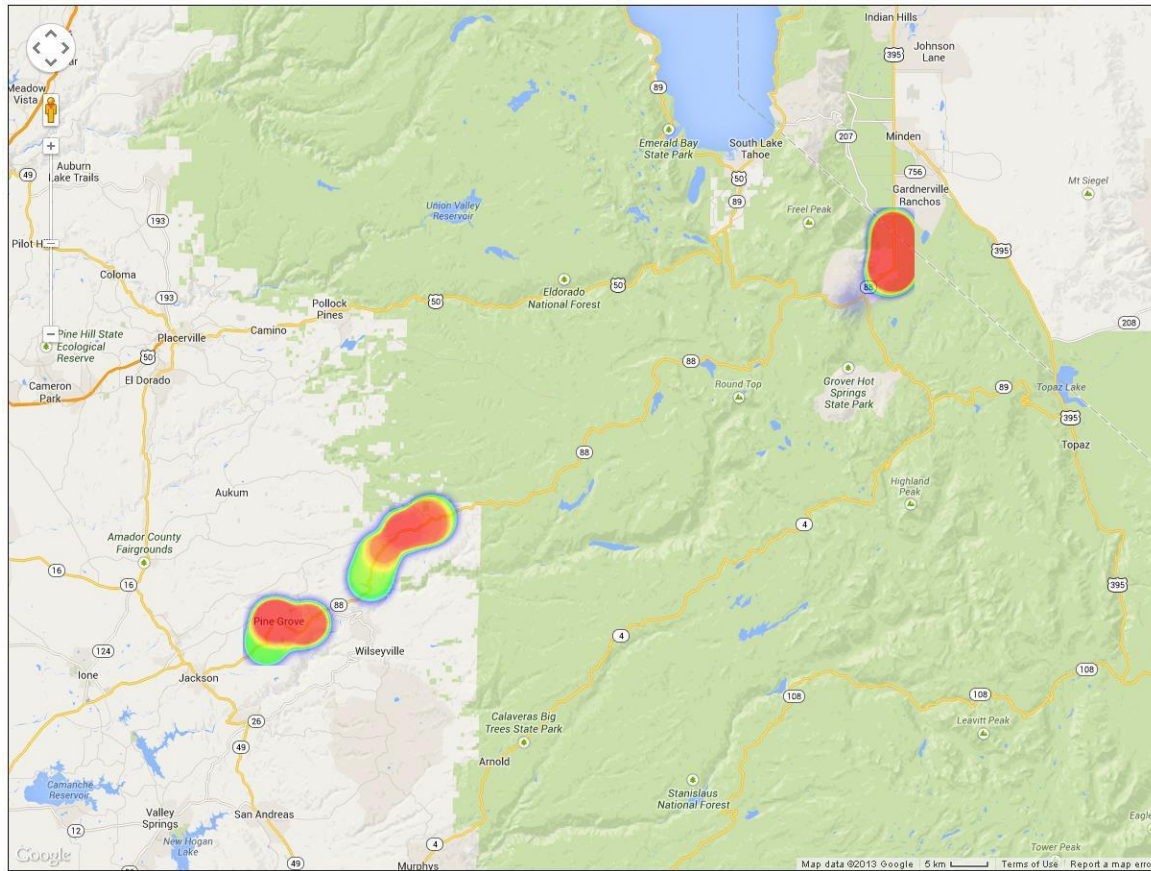 Indian Hills
Johnson
Lane
395
Meadow
Vista
89
Emerald Bay
State Park
South Lake
Tahoe
207
Minden
49
Auburn
Lake Trails
50
756
Gardnerville
Ranchos
Mt Siegel
193
Union Valley
Reservoir
89
Freel Peak
Pilot H
395
Coloma
193
Eldorado
National Forest
50
88
Pollock
Pines
50
Camino
Placerville
208
Pine Hill State
Ecological
Reserve
50
88
Cameron
Park
El Dorado
Round Top
Grover Hot
Springs
State Park
89
Topaz Lake
395
Topaz
88
Aukum
Highland
Peak
4
Amador County
Fairgrounds
16
16
395
88
Pine Grove
4
124
Ione
Wilseyville
Jackson
108
108
108
26
49
Calaveras Big
Trees State Park
Leavitt Peak
Arnold
Camanche
Reservoir
Stanislaus
National Forest
Valley
Springs
San Andreas
12
New Hogan
Lake
Eagle
4
Tower Peak
49
Murphys
Google
Map data ©2013 Google
5 km
Terms of Use
Report a map erro